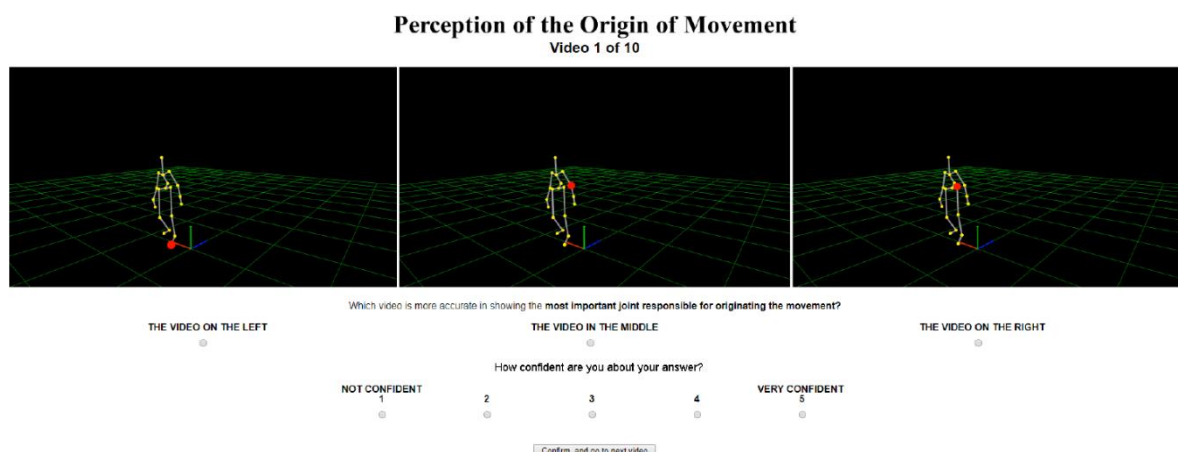 Perception of the Origin of Movement
Video 1 of 10
Which video is more accurate in showing the most important joint responsible for originating the movement?
THE VIDEO ON THE LEFT THE VIDEO IN THE MIDDLE THE VIDEO ON THE RIGHT
How confident are you about your answer?
NOT CONFIDENT VERY CONFIDENT
1 2 3 4 5
Confirm, and go to next video